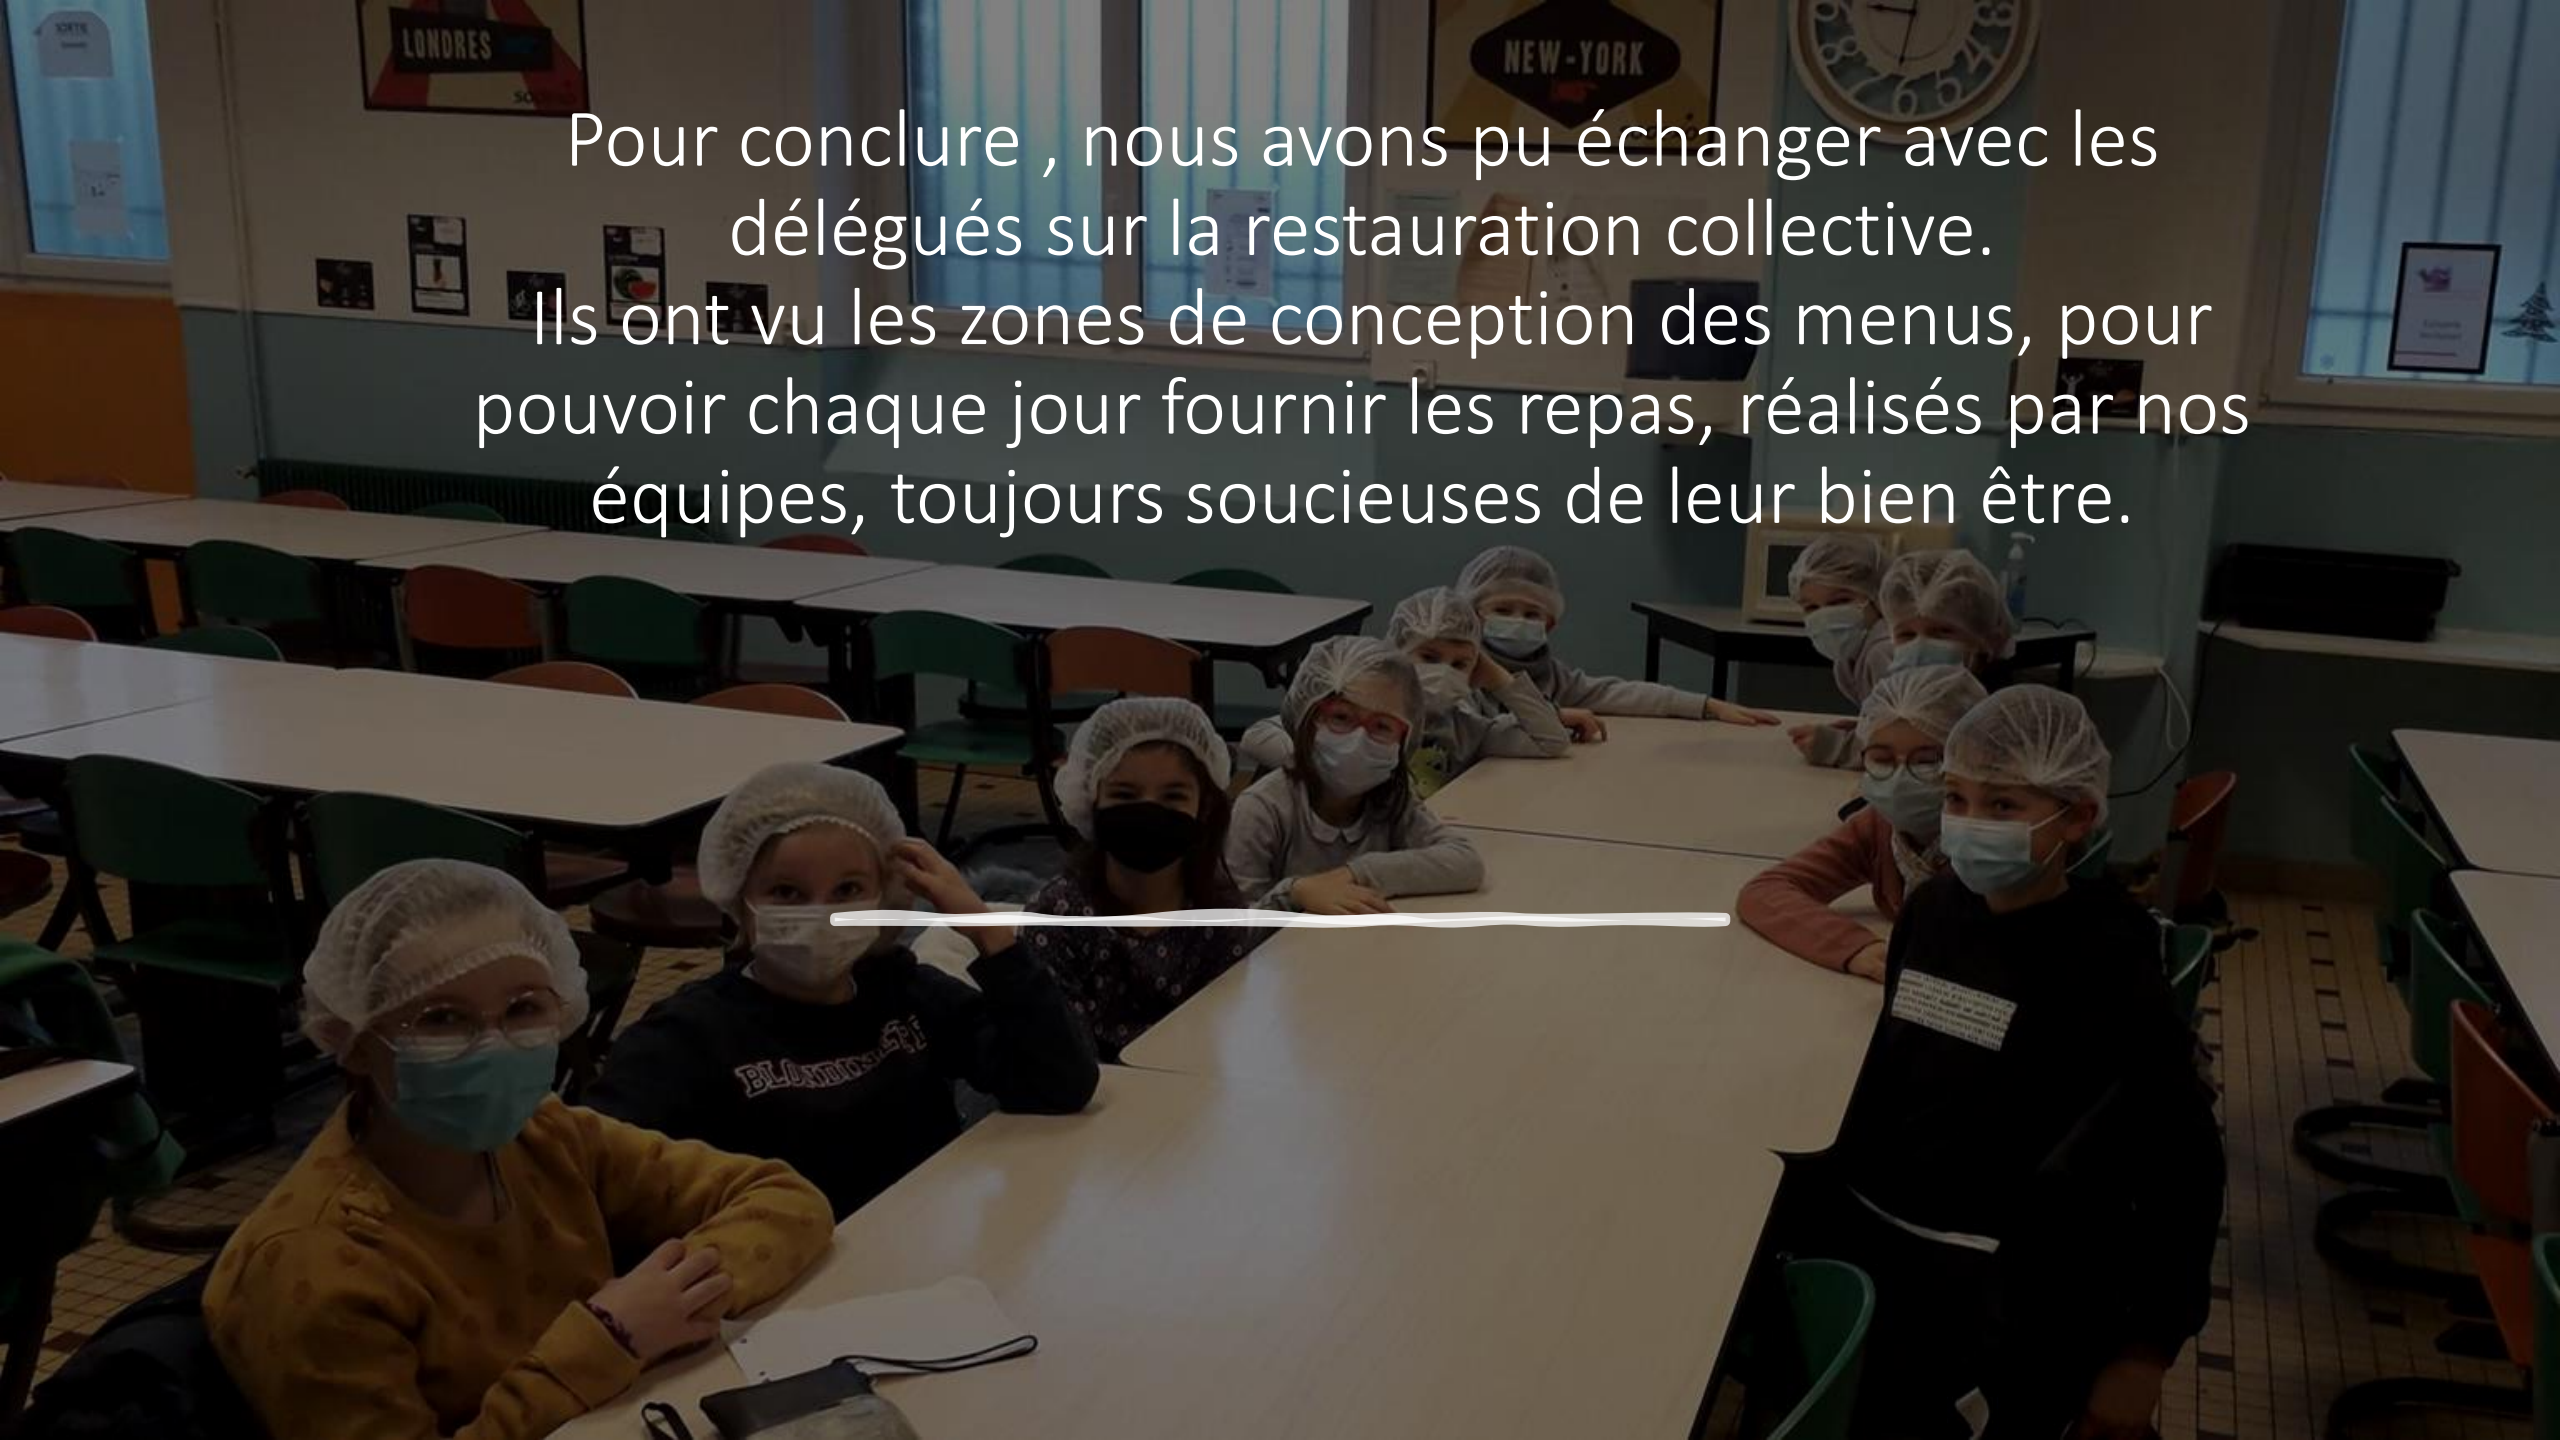 LONDRES
NEW-YORK
Pour conclure , nous avons pu échanger avec les
délégués sur la restauration collective.
Ils ont vu les zones de conception des menus, pour
pouvoir chaque jour fournir les repas, réalisés par nos
équipes, toujours soucieuses de leur bien être.